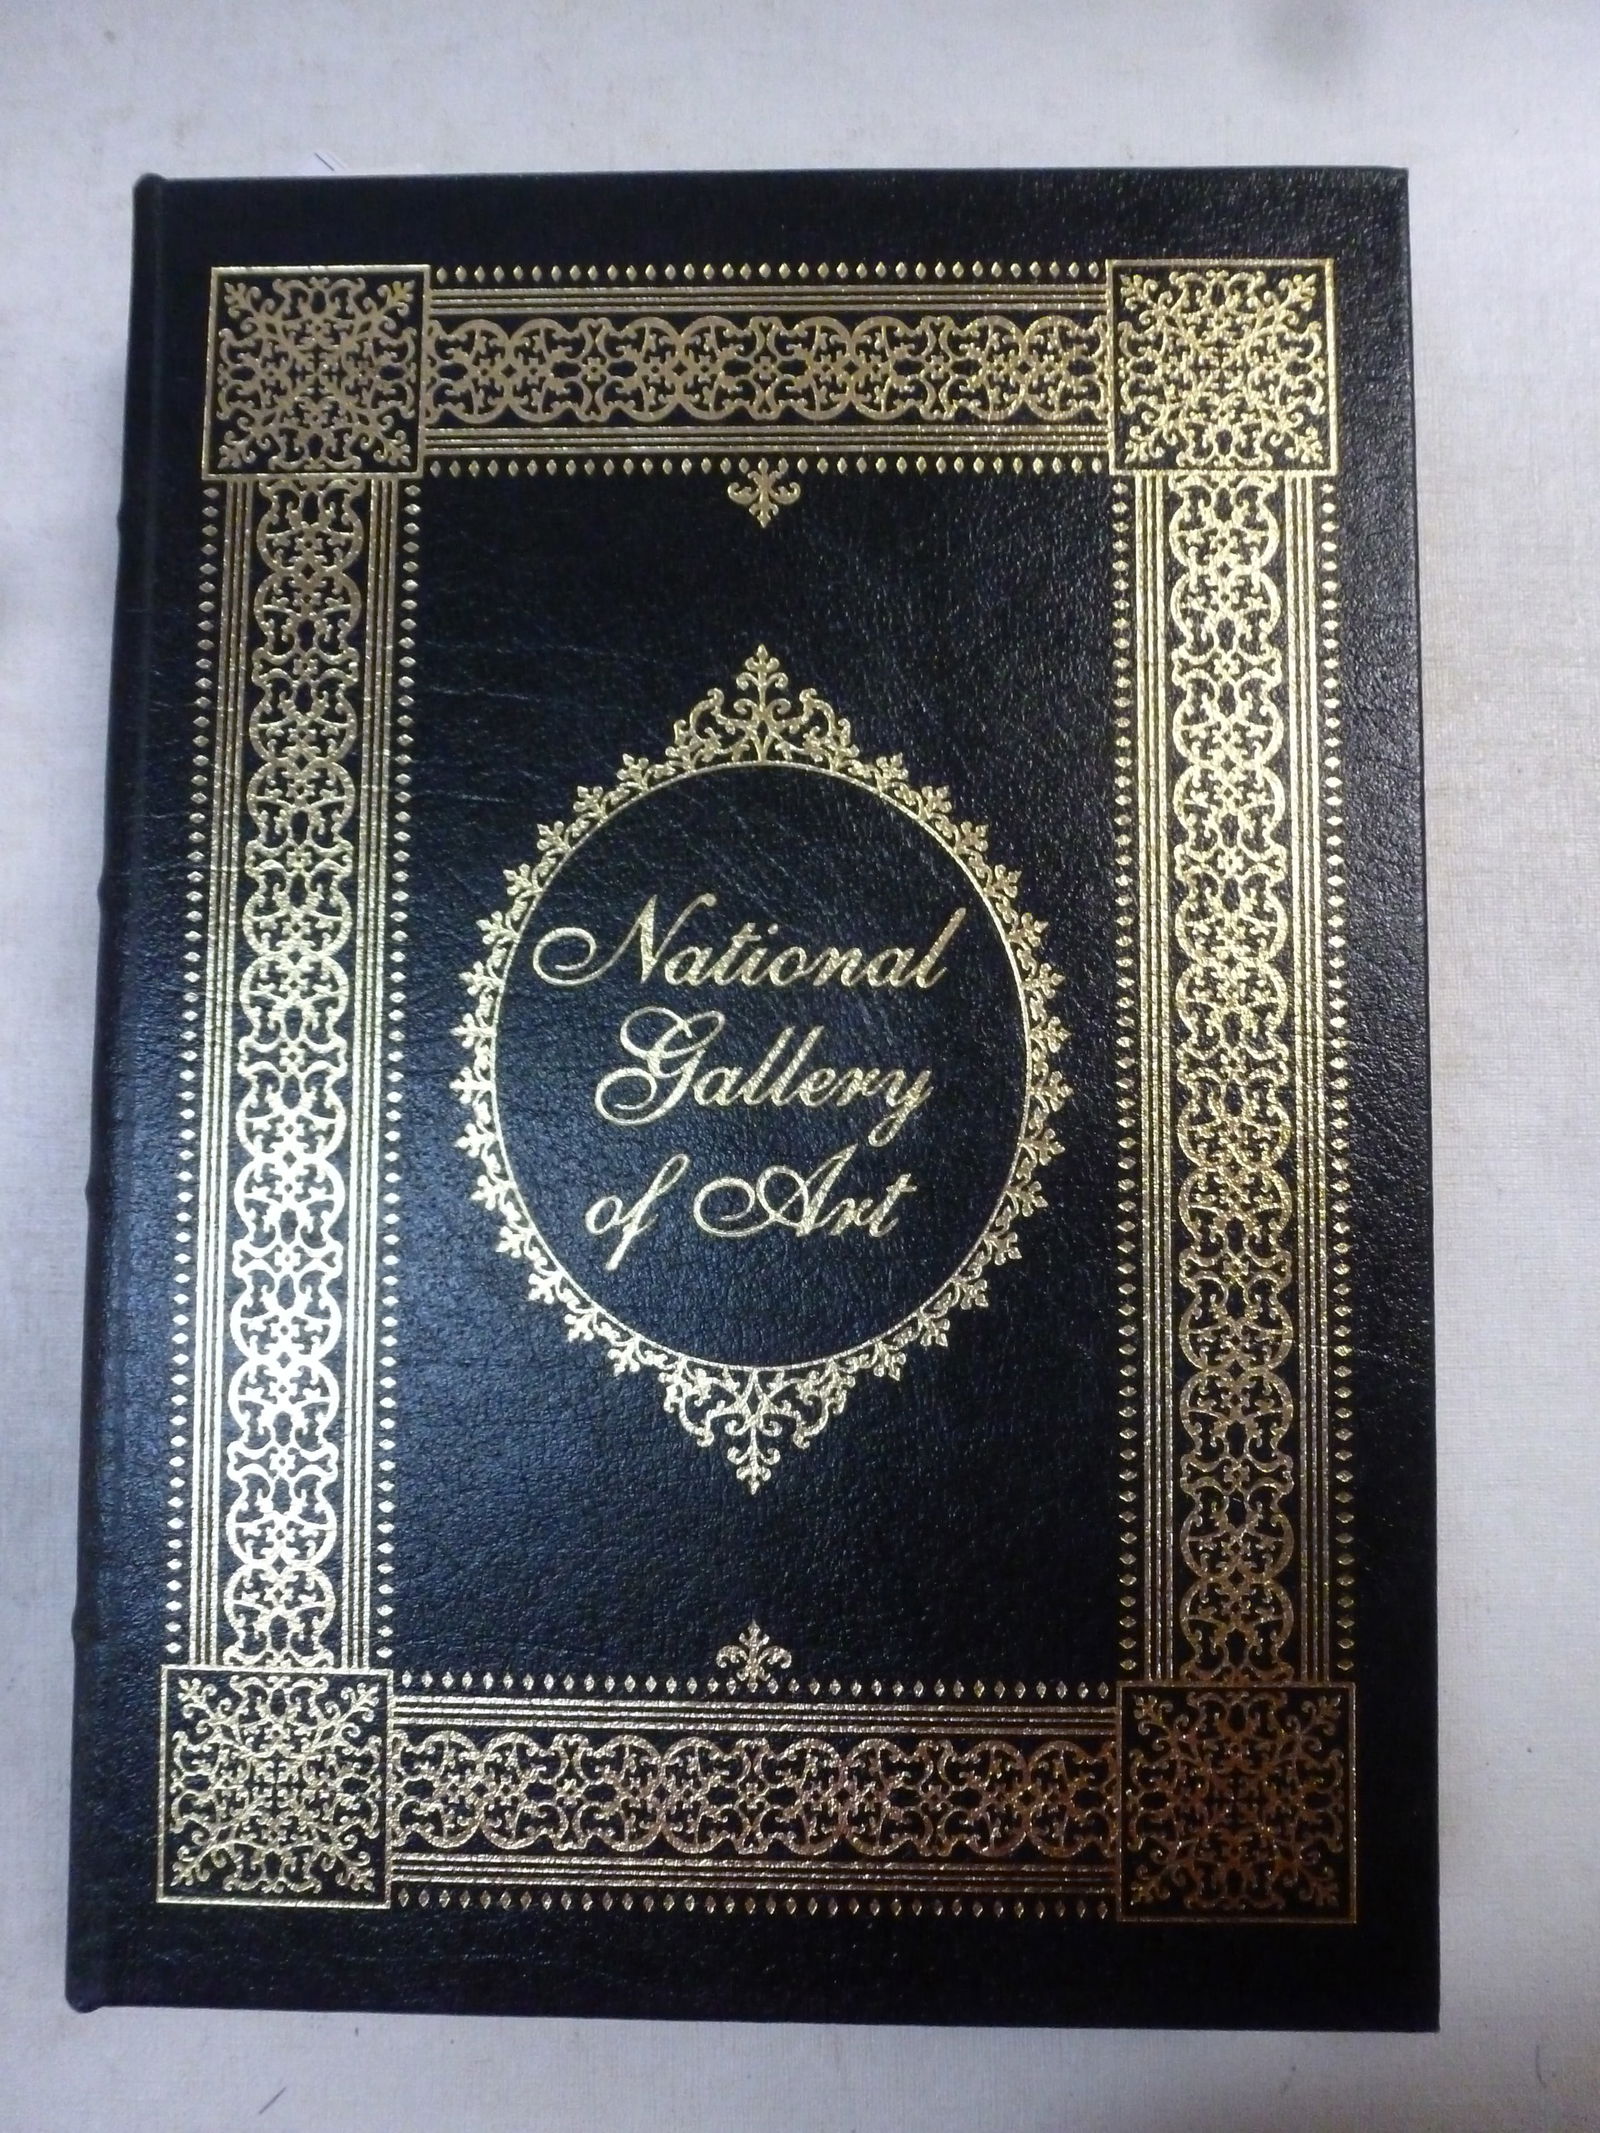 National
Gallery
of Art